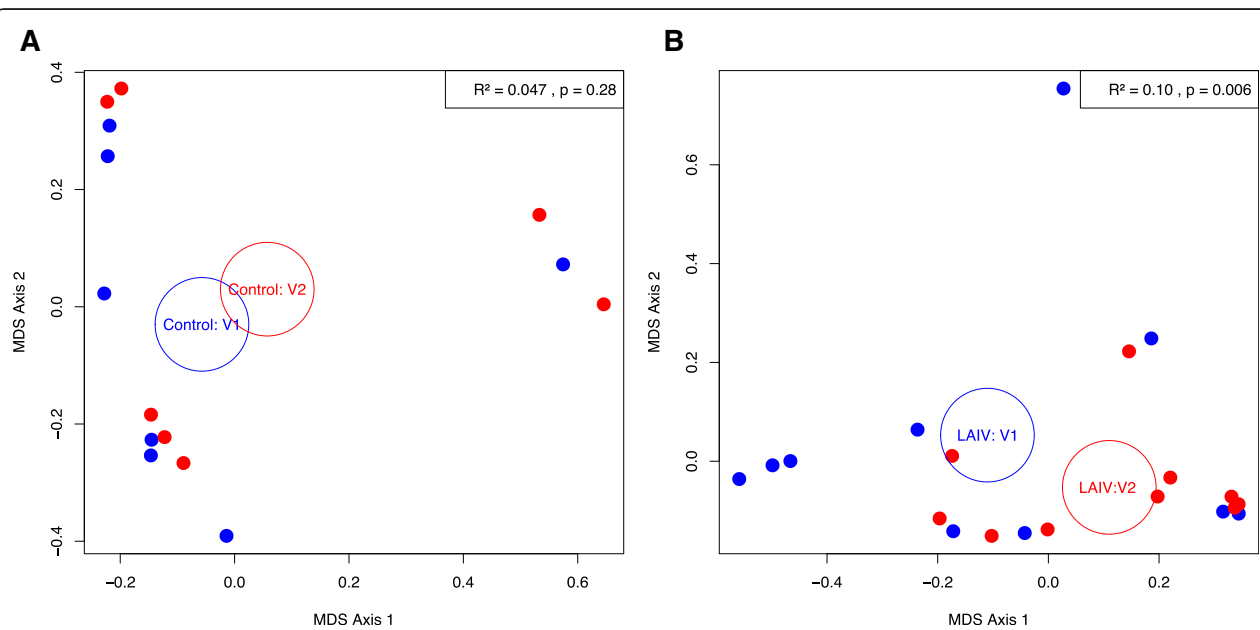 A
B
R² = 0.047 , p = 0.28
R² = 0.10 , p = 0.006
0.4
0.2
0.0
−0.2
−0.4
MDS Axis 2
Control: V2
Control: V1
−0.2
0.0
0.2
0.4
0.6
MDS Axis 1
0.6
0.4
0.2
0.0
MDS Axis 2
LAIV: V1
LAIV:V2
−0.4
−0.2
0.0
0.2
MDS Axis 1